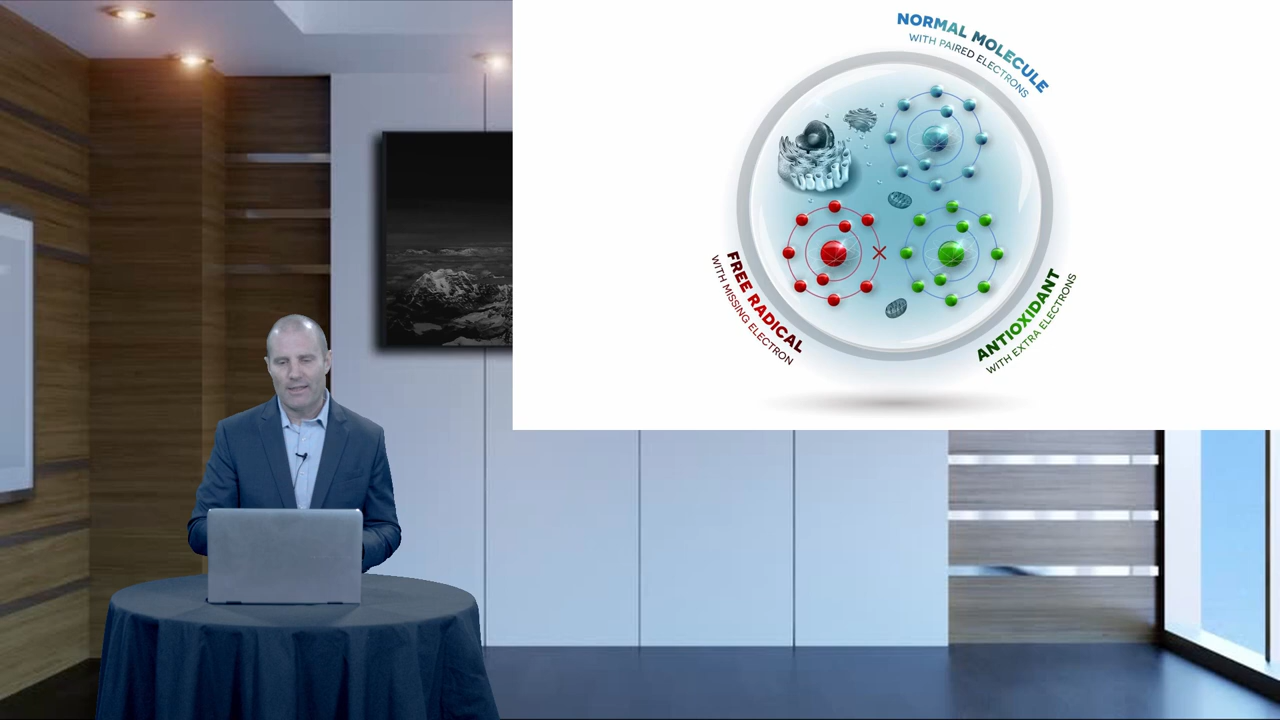 NORMAL MOLECULE
WITH PAIRED ELECTRONS
FREE RADICAL
WITH MISSING ELECTRON
ANTIOXIDANT
WITH EXTRA ELECTRONS